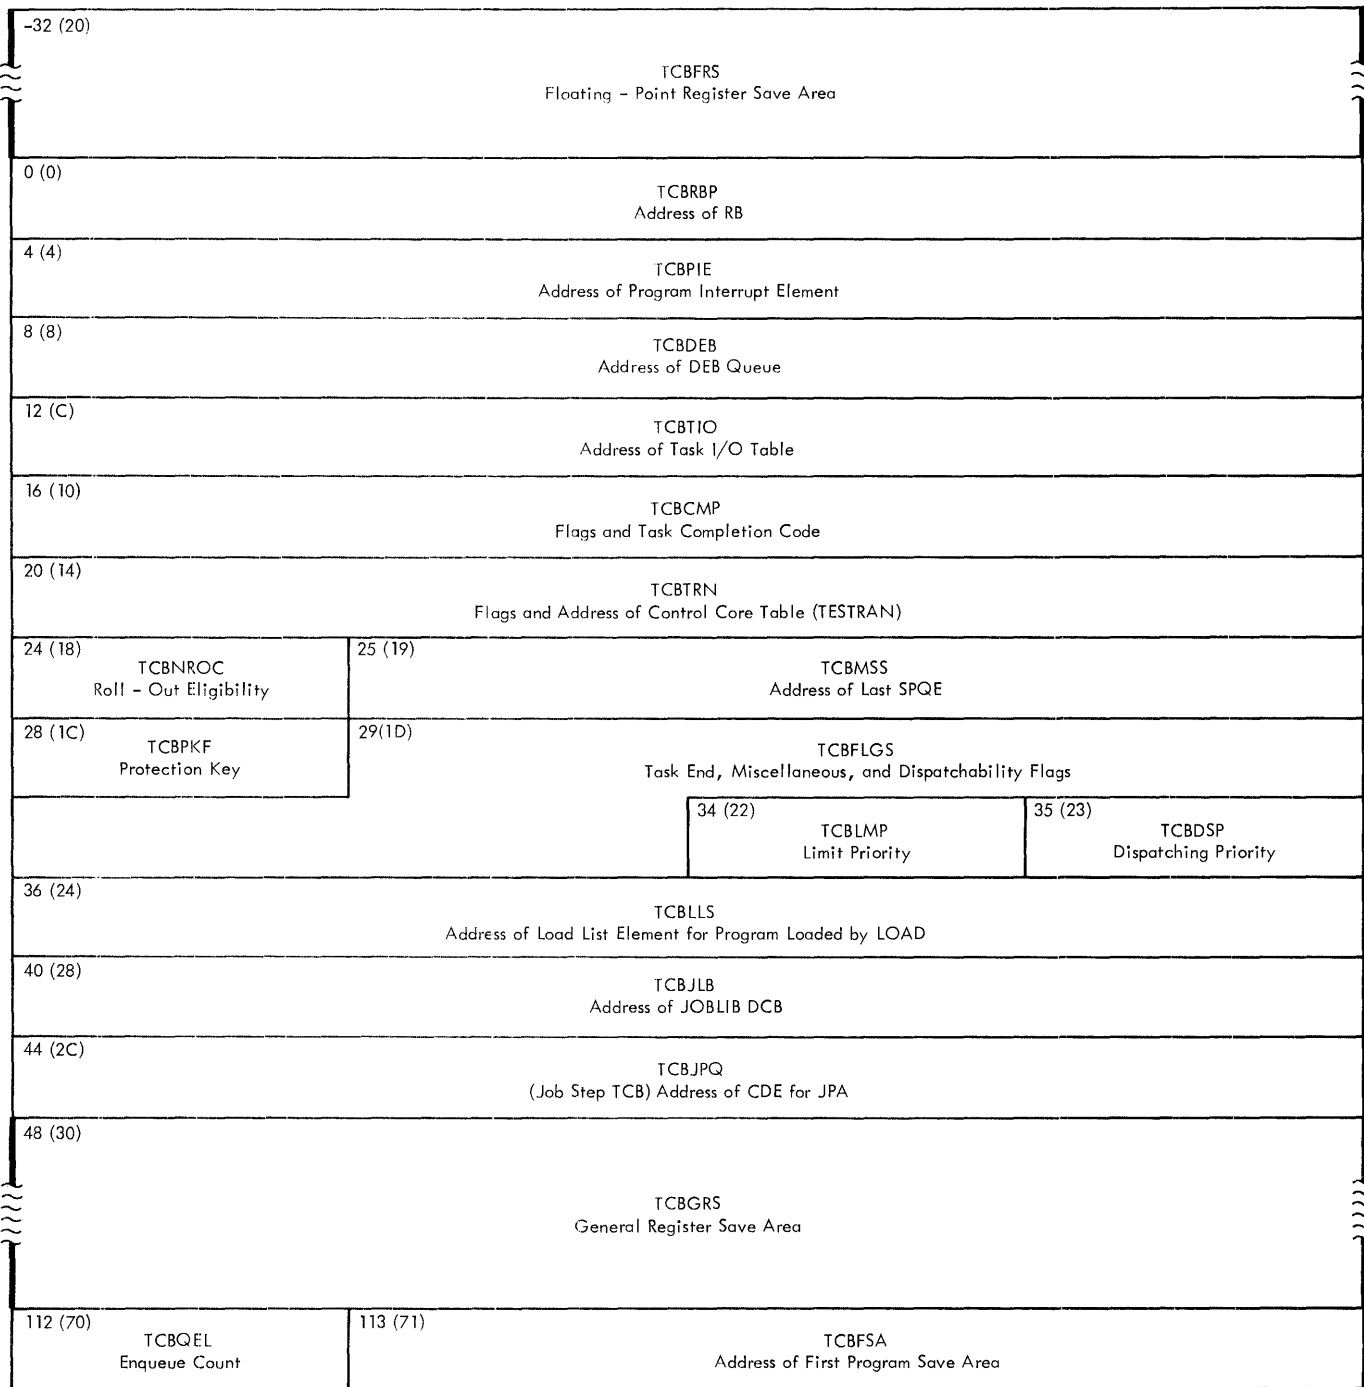 -32 (20)
TCBFRS
Floating - Point Register Save Area
0 (0)
TCBRBP
Address of RB
4 (4)
TCBPIE
Address of Program Interrupt Element
8 (8)
TCBDEB
Address of DEB Queue
12 (C)
TCBTIO
Address of Task I/O Table
16 (10)
TCBCMP
Flags and Task Completion Code
20 (14)
TCBTRN
Flags and Address of Control Core Table (TESTRAN)
24 (18)
TCBNROC
Roll - Out Eligibility
25 (19)
TCBMSS
Address of Last SPQE
28 (1C)
TCBPKF
Protection Key
29(1D)
TCBFLGS
Task End, Miscellaneous, and Dispatchability Flags
34 (22)
TCBLMP
Limit Priority
35 (23)
TCBDSP
Dispatching Priority
36 (24)
TCBLLS
Address of Load List Element for Program Loaded by LOAD
40 (28)
TCBJLB
Address of JOBLIB DCB
44 (2C)
TCBJPQ
(Job Step TCB) Address of CDE for JPA
48 (30)
TCBGRS
General Register Save Area
112 (70)
TCBQEL
Enqueue Count
113 (71)
TCBFSA
Address of First Program Save Area